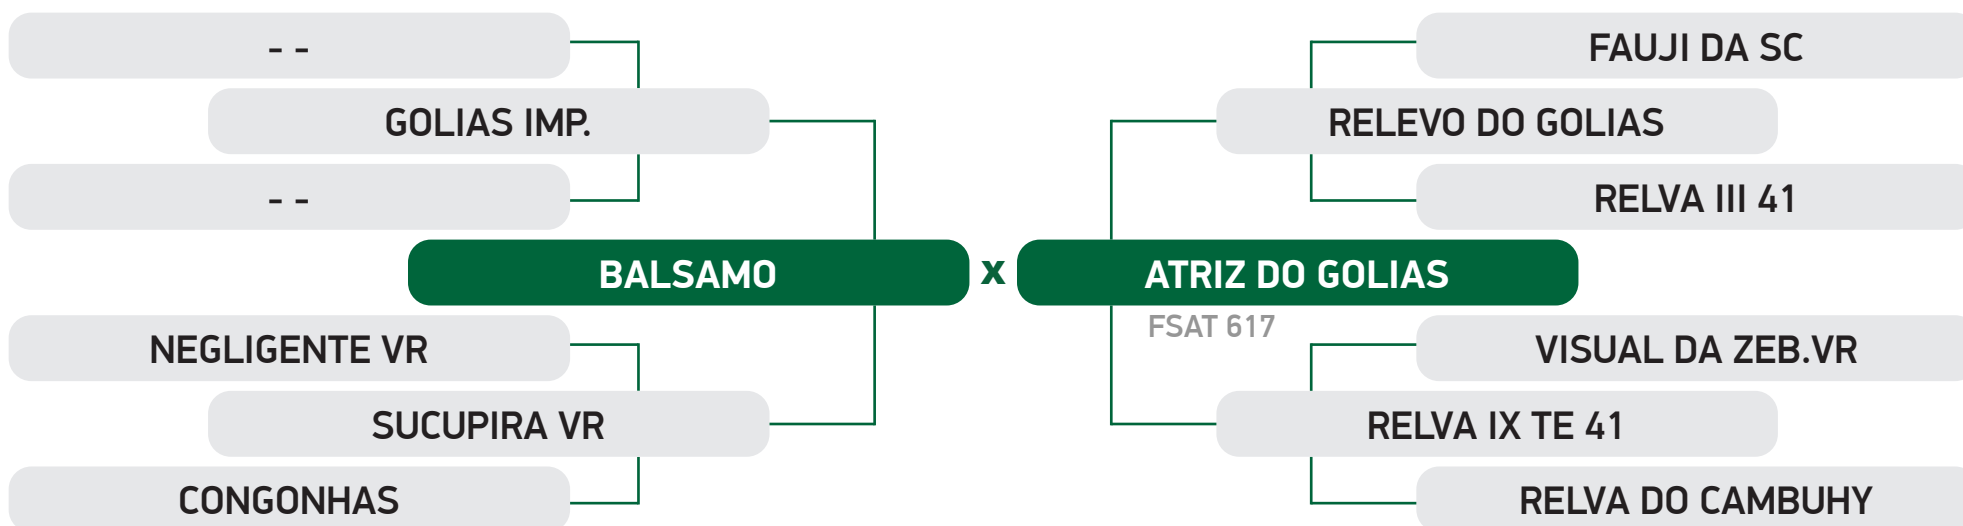 - -
GOLIAS IMP.
- -
BALSAMO
NEGLIGENTE VR
SUCUPIRA VR
CONGONHAS
x
FAUJI DA SC
RELEVO DO GOLIAS
RELVA III 41
ATRIZ DO GOLIAS
FSAT 617
VISUAL DA ZEB.VR
RELVA IX TE 41
RELVA DO CAMBUHY